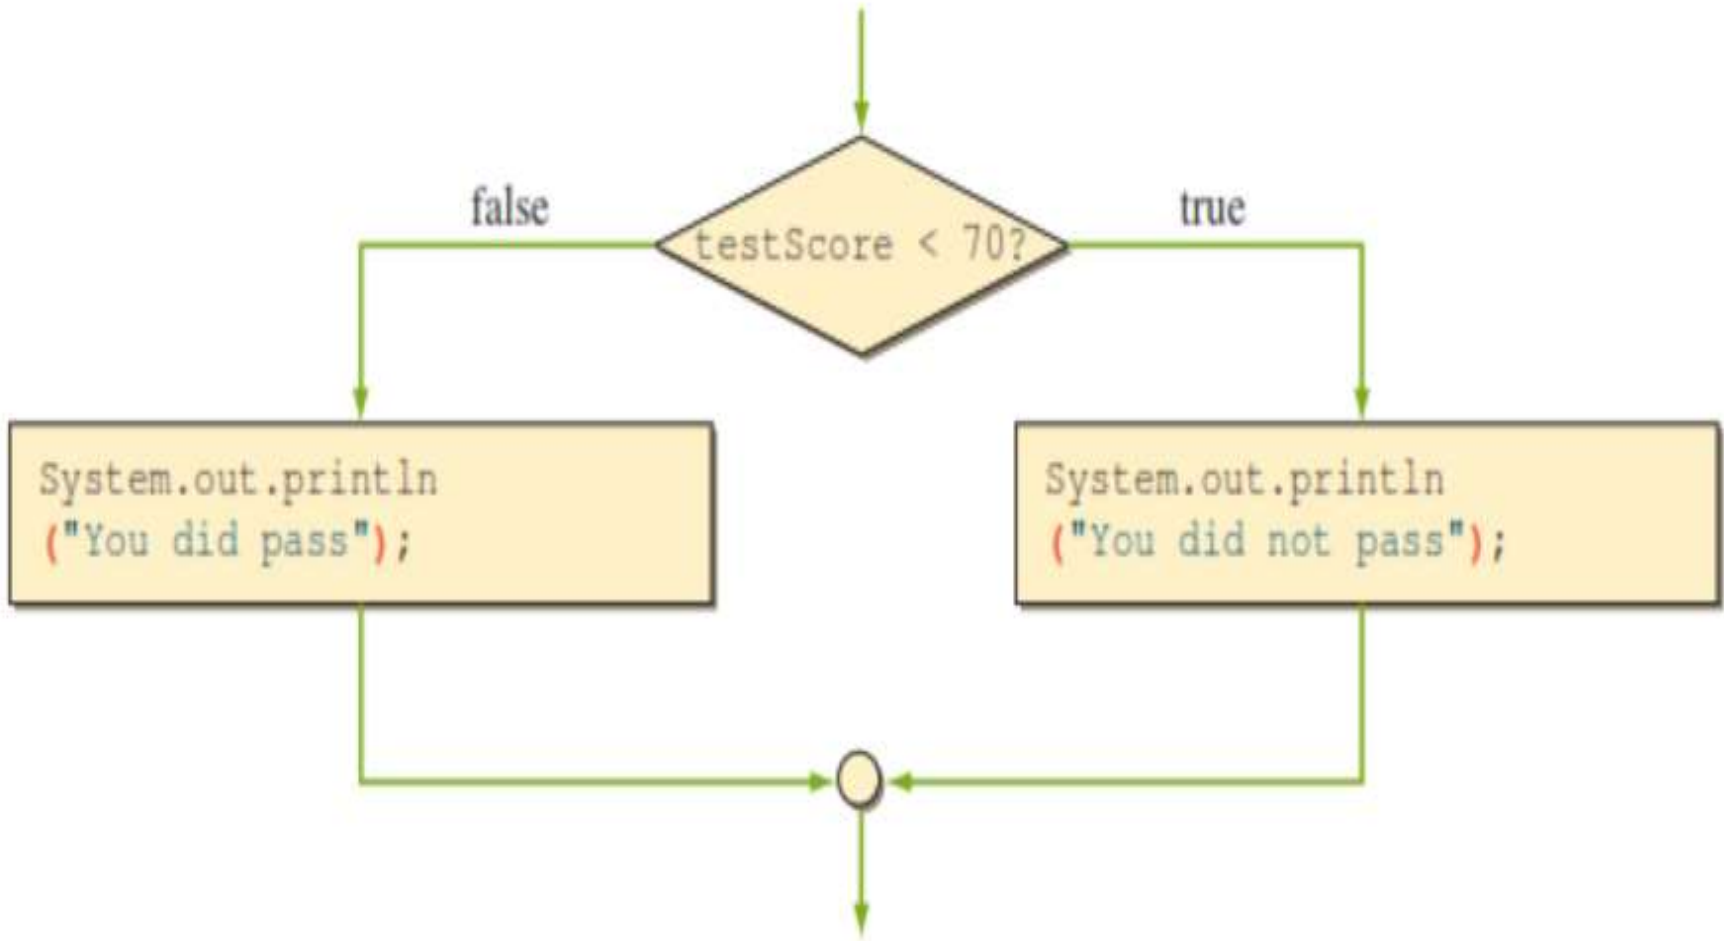 false
testScore < 70?
true
System.out.println
("You did pass");
System.out.println
("You did not pass");